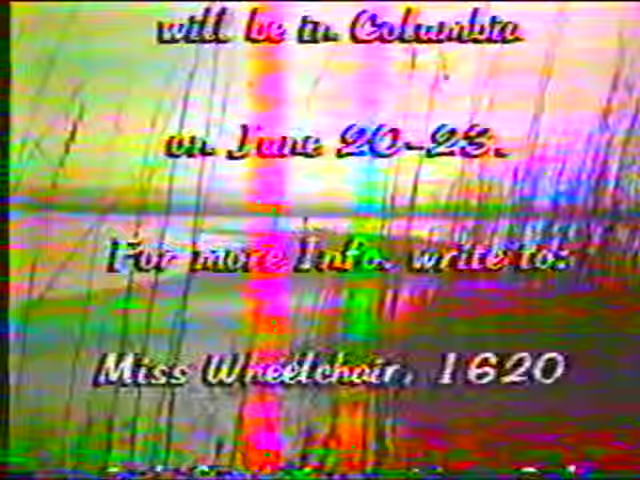 will be in Columbia
on June 20-23.
For more Info. write to:
Miss Wheelchair, 1620